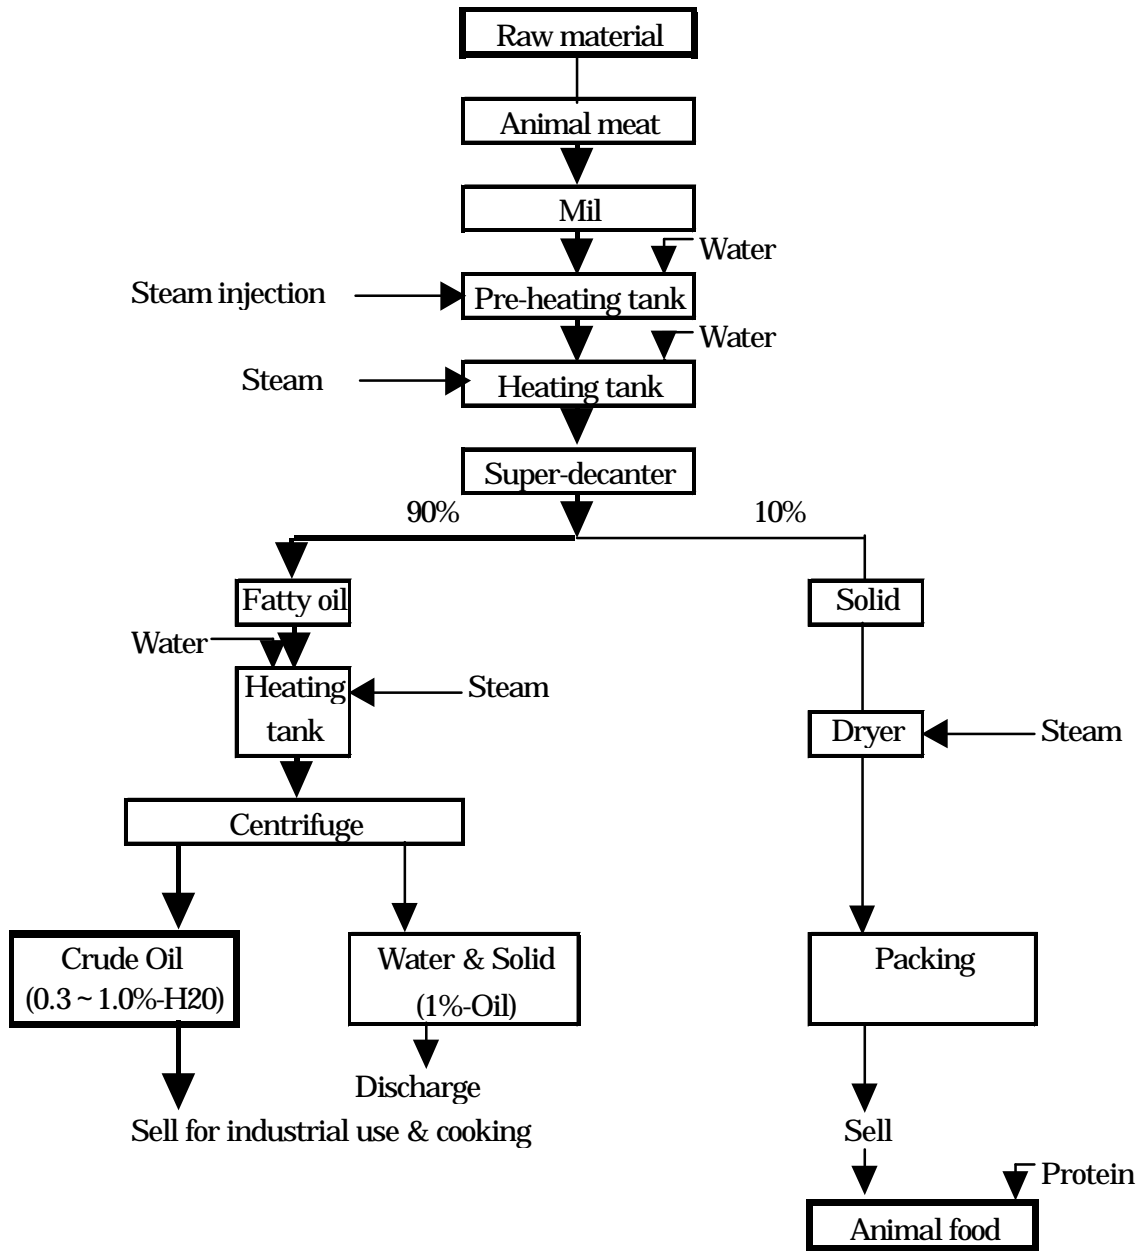 Raw material
Animal meat
Mil
Water
Steam injection
Pre-heating tank
Water
Steam
Heating tank
Super-decanter
90%
10%
Fatty oil
Solid
Water
Heating
tank
Steam
Dryer
Steam
Centrifuge
Crude Oil
(0.3 ~ 1.0%-H20)
Water & Solid
(1%-Oil)
Packing
Discharge
Sell for industrial use & cooking
Sell
Protein
Animal food